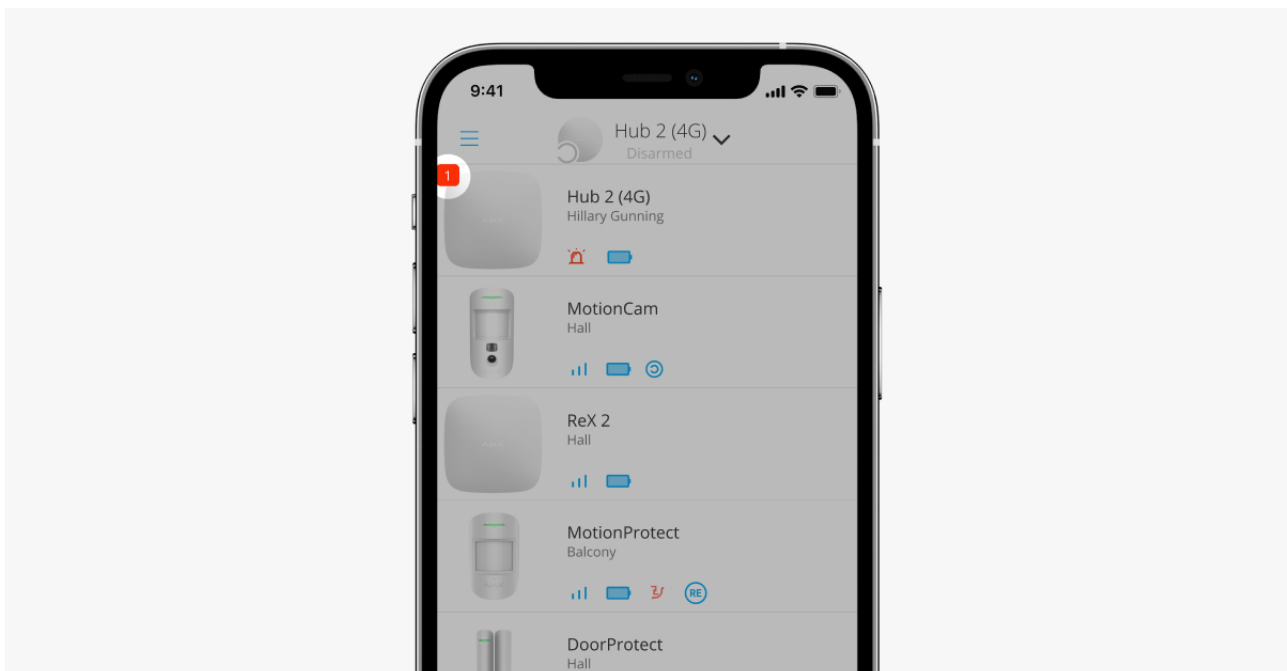 9:41
Hub 2 (4G)
Disarmed
1
Hub 2 (4G)
Hillary Gunning
MotionCam
Hall
ReX 2
Hall
MotionProtect
Balcony
RE
DoorProtect
Hall